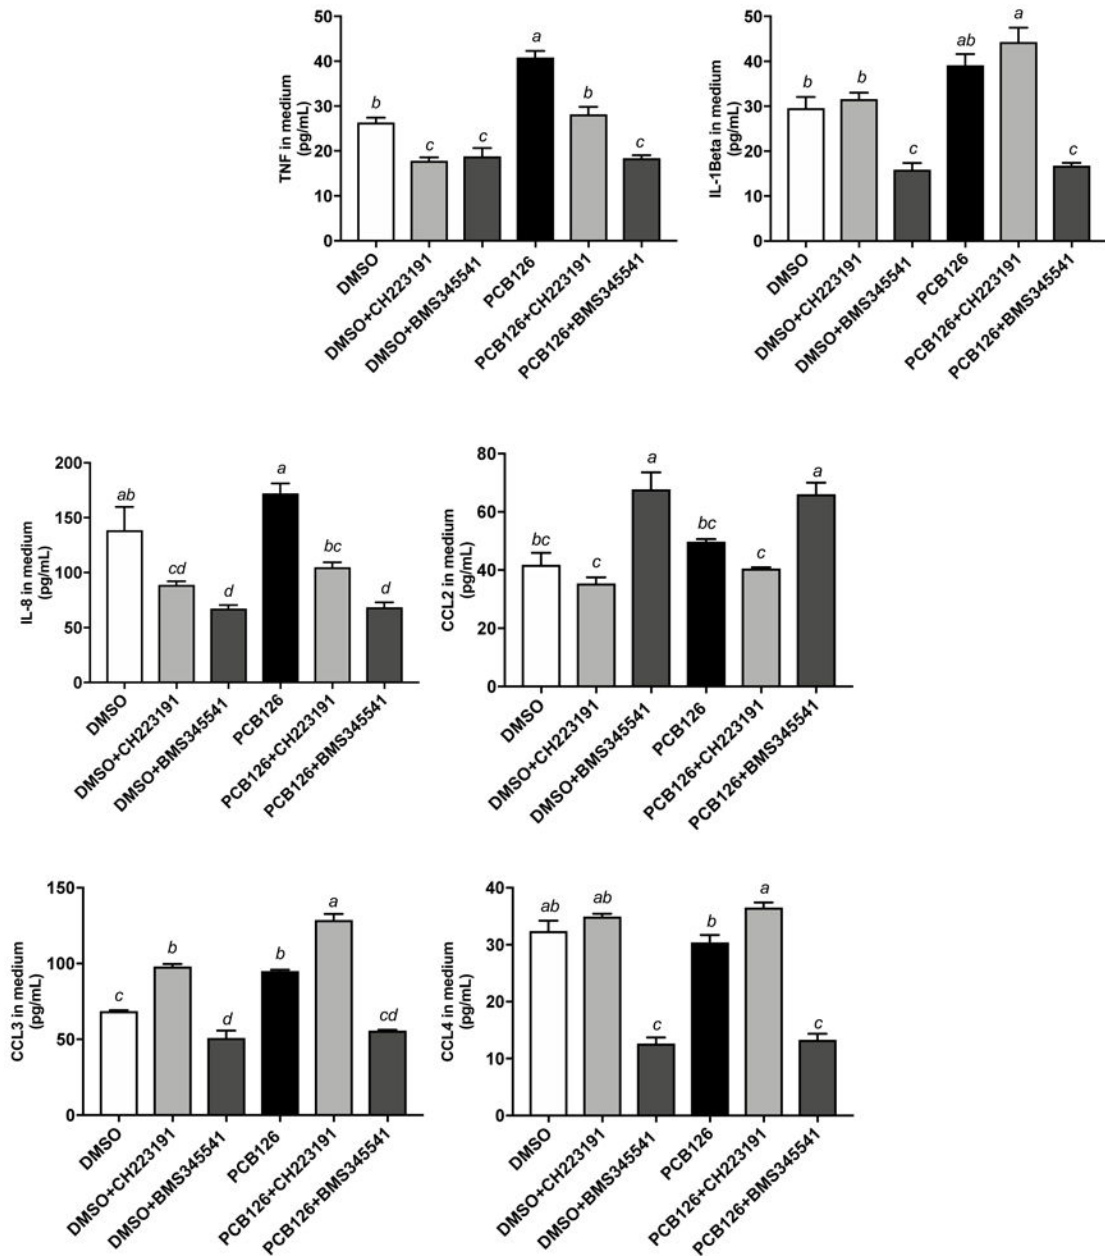 TNF in medium
(pg/mL)
50
40
30
20
10
0
b
c
c
a
b
c
DMSO
DMSO+CH223191
DMSO+BMS345541
PCB126
PCB126+CH223191
PCB126+BMS345541
IL-1Beta in medium
(pg/mL)
50
40
30
20
10
0
b
b
c
ab
a
c
DMSO
DMSO+CH223191
DMSO+BMS345541
PCB126
PCB126+CH223191
PCB126+BMS345541
IL-8 in medium
(pg/mL)
200
150
100
50
0
ab
cd
d
a
bc
d
DMSO
DMSO+CH223191
DMSO+BMS345541
PCB126
PCB126+CH223191
PCB126+BMS345541
CCL2 in medium
(pg/mL)
80
60
40
20
0
bc
c
a
bc
c
a
DMSO
DMSO+CH223191
DMSO+BMS345541
PCB126
PCB126+CH223191
PCB126+BMS345541
CCL3 in medium
(pg/mL)
150
100
50
0
c
b
d
b
a
cd
DMSO
DMSO+CH223191
DMSO+BMS345541
PCB126
PCB126+CH223191
PCB126+BMS345541
CCL4 in medium
(pg/mL)
40
30
20
10
0
ab
ab
c
b
a
c
DMSO
DMSO+CH223191
DMSO+BMS345541
PCB126
PCB126+CH223191
PCB126+BMS345541